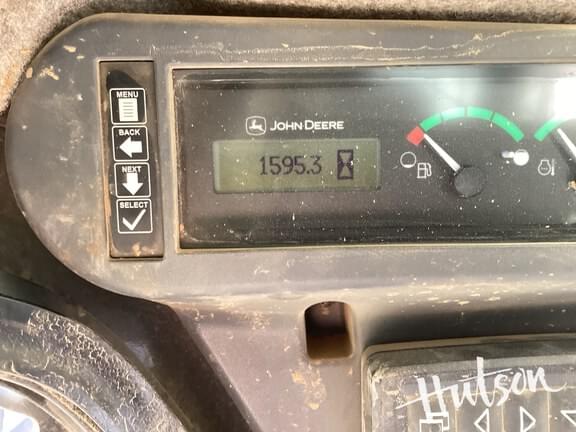 MENU
BACK
NEXT
SELECT
JOHN DEERE
1595.3
Hutson